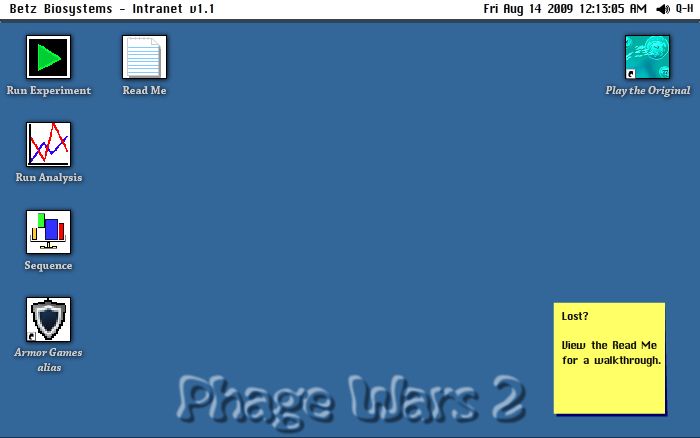 Betz Biosystems - Intranet v1.1
Fri Aug 14 2009 12:13:05 AM
Q-H
Run Experiment
Read Me
Play the Original
Run Analysis
Sequence
Armor Games
alias
Lost?
View the Read Me
for a walkthrough.
Phage Wars 2